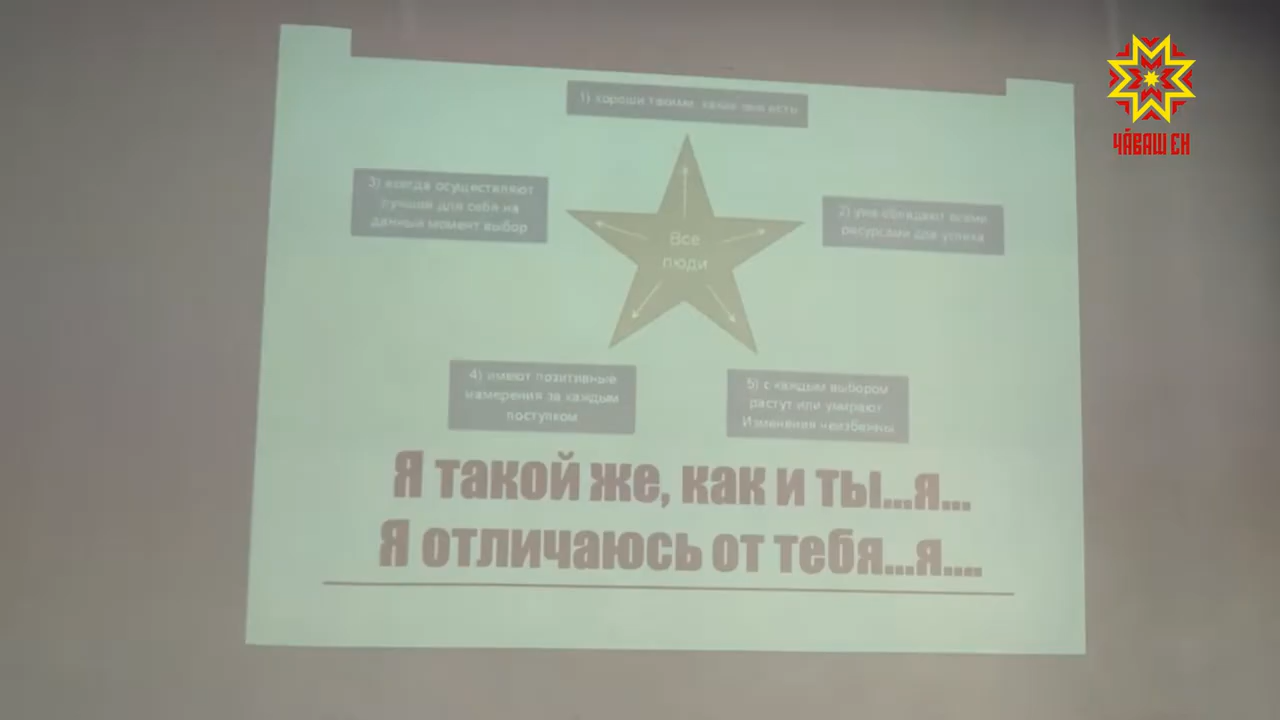 1) хороши такими, какие они есть
3) всегда осуществляют
лучший для себя на
данный момент выбор
2) уже обладают всеми
ресурсами для успеха
Все
люди
4) имеют позитивные
намерения за каждым
поступком
5) с каждым выбором
растут или умирают.
Изменения неизбежны
Я такой же, как и ты...я...
Я отличаюсь от тебя...я....
ЧӐВАШ ЕН